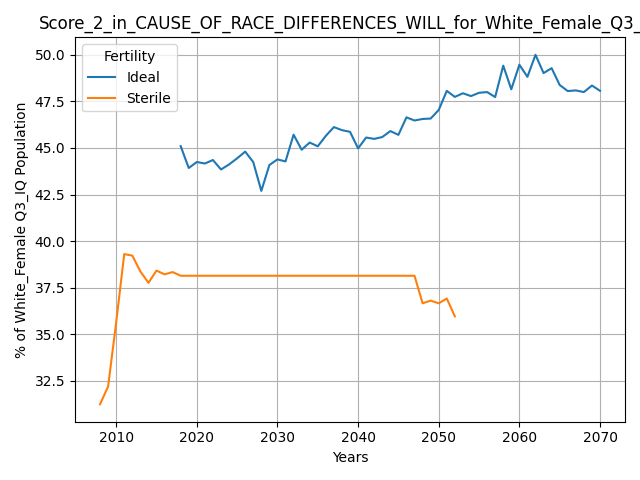 Score_2_in_CAUSE_OF_RACE_DIFFERENCES_WILL_for_White_Female_Q3_
Fertility
Ideal
Sterile
50.0
47.5
45.0
42.5
40.0
37.5
35.0
32.5
% of White_Female Q3_IQ Population
2010 2020 2030 2040 2050 2060 2070
Years